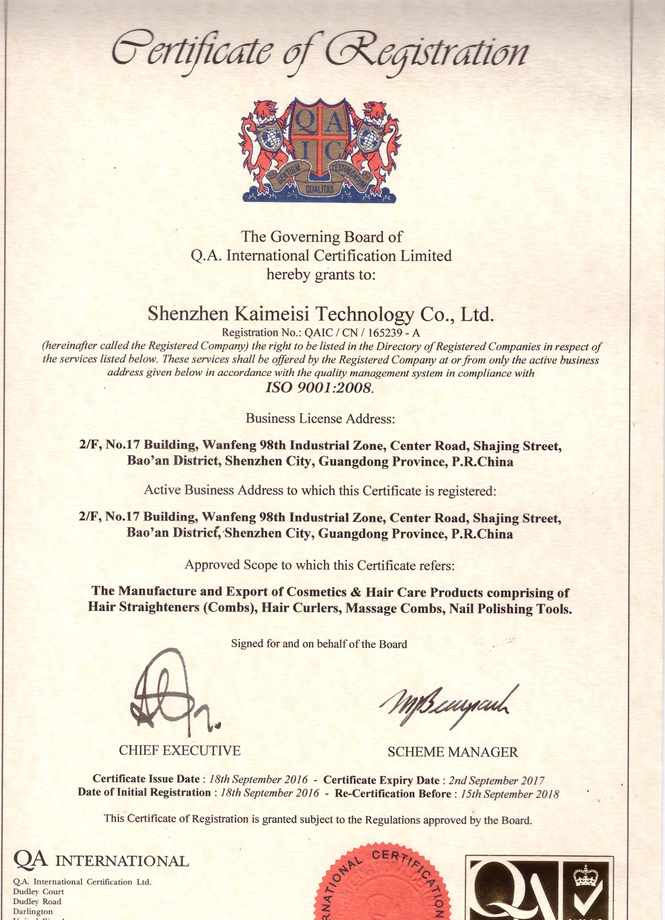 Certificate of Registration
Q A
I C
QUALITAS
The Governing Board of
Q.A. International Certification Limited
hereby grants to:
Shenzhen Kaimeisi Technology Co., Ltd.
Registration No.: QAIC / CN / 165239 - A
(hereinafter called the Registered Company) the right to be listed in the Directory of Registered Companies in respect of
the services listed below. These services shall be offered by the Registered Company at or from only the active business
address given below in accordance with the quality management system in compliance with
ISO 9001:2008.
Business License Address:
2/F, No.17 Building, Wanfeng 98th Industrial Zone, Center Road, Shajing Street,
Bao'an District, Shenzhen City, Guangdong Province, P.R.China
Active Business Address to which this Certificate is registered:
2/F, No.17 Building, Wanfeng 98th Industrial Zone, Center Road, Shajing Street,
Bao'an District, Shenzhen City, Guangdong Province, P.R.China
Approved Scope to which this Certificate refers:
The Manufacture and Export of Cosmetics & Hair Care Products comprising of
Hair Straighteners (Combs), Hair Curlers, Massage Combs, Nail Polishing Tools.
Signed for and on behalf of the Board
CHIEF EXECUTIVE SCHEME MANAGER
Certificate Issue Date : 18th September 2016 - Certificate Expiry Date : 2nd September 2017
Date of Initial Registration : 18th September 2016 - Re-Certification Before : 15th September 2018
This Certificate of Registration is granted subject to the Regulations approved by the Board.
QA INTERNATIONAL
Q.A. International Certification Ltd.
Dudley Court
Dudley Road
Darlington
CERTIFICATION
QA